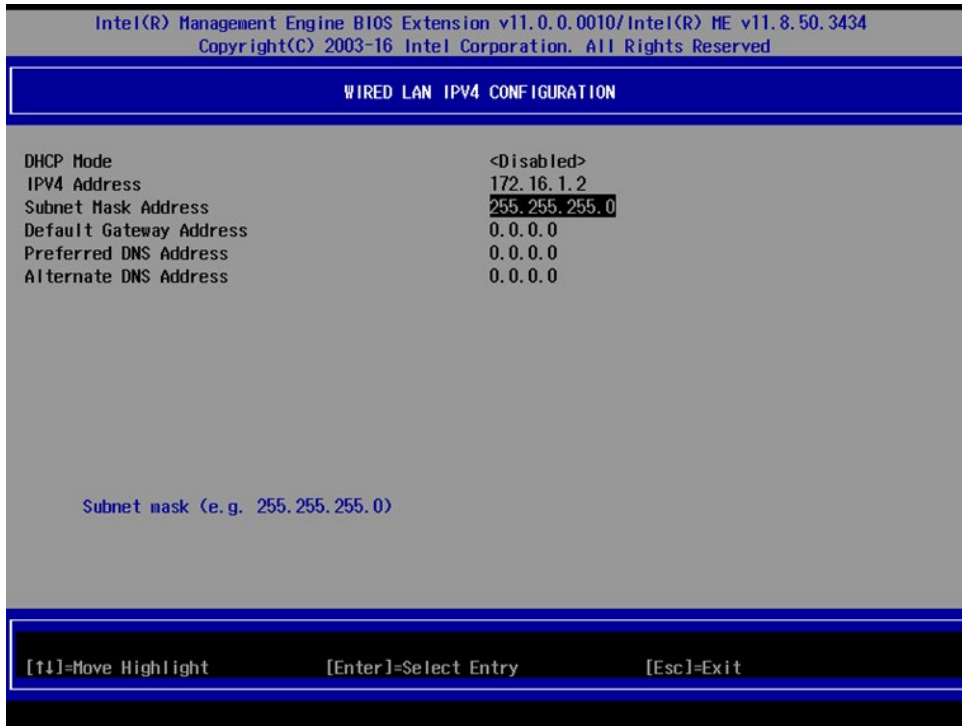 Intel(R) Management Engine BIOS Extension v11.0.0.0010/Intel(R) ME v11.8.50.3434
Copyright(C) 2003-16 Intel Corporation. All Rights Reserved
WIRED LAN IPV4 CONFIGURATION
DHCP Mode <Disabled>
IPV4 Address 172.16.1.2
Subnet Mask Address 255.255.255.0
Default Gateway Address 0.0.0.0
Preferred DNS Address 0.0.0.0
Alternate DNS Address 0.0.0.0
Subnet mask (e.g. 255.255.255.0)
[↑↓]=Move Highlight [Enter]=Select Entry [Esc]=Exit